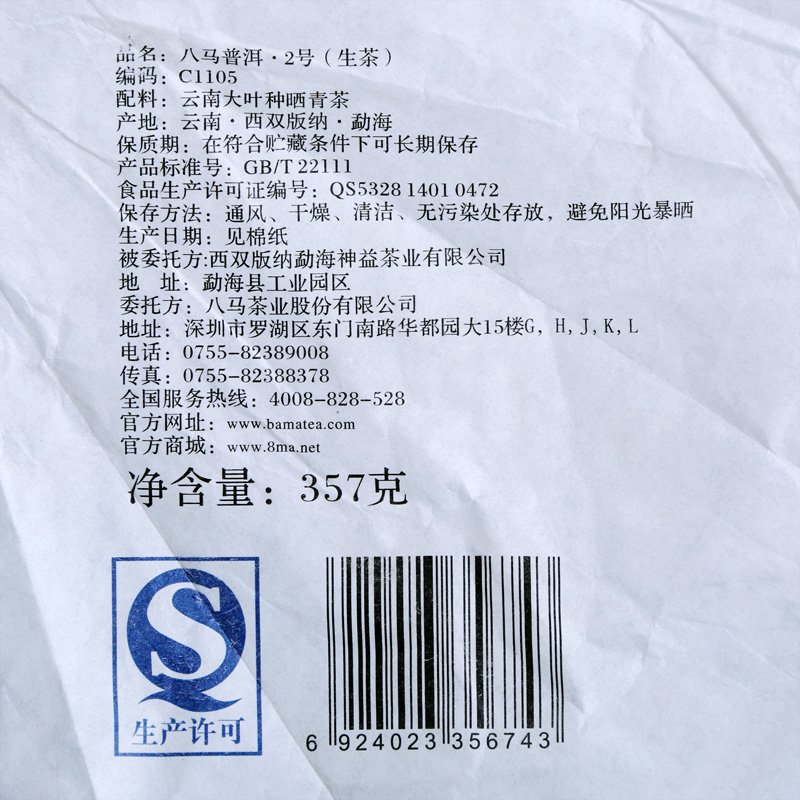 品名：八马普洱·2号（生茶）
编码：C1105
配料：云南大叶种晒青茶
产地：云南·西双版纳·勐海
保质期：在符合贮藏条件下可长期保存
产品标准号：GB/T 22111
食品生产许可证编号：QS5328 1401 0472
保存方法：通风、干燥、清洁、无污染处存放，避免阳光暴晒
生产日期：见棉纸
被委托方:西双版纳勐海神益茶业有限公司
地　址：勐海县工业园区
委托方：八马茶业股份有限公司
地址：深圳市罗湖区东门南路华都园大15楼G，H,J,K,L
电话：0755-82389008
传真：0755-82388378
全国服务热线：4008-828-528
官方网址：www.bamatea.com
官方商城：www.8ma.net
净含量：357克
生产许可
6 924023 356743